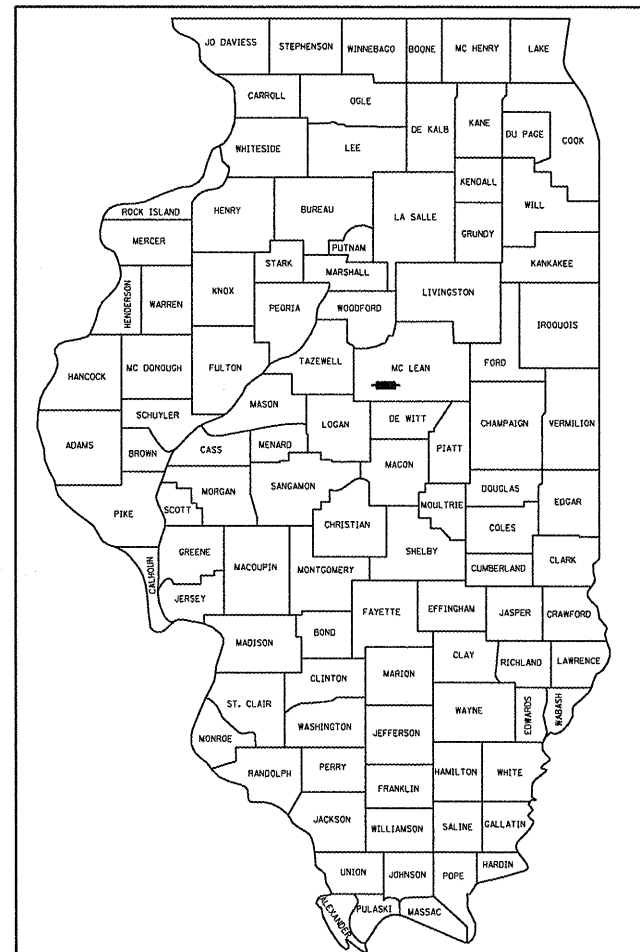 JO DAVIESS
STEPHENSON
WINNEBAGO
BOONE
MC HENRY
LAKE
CARROLL
OGLE
DE KALB
KANE
DU PAGE
COOK
WHITESIDE
LEE
KENDALL
WILL
ROCK ISLAND
HENRY
BUREAU
LA SALLE
GRUNDY
MERCER
PUTNAM
STARK
MARSHALL
KANKAKEE
HENDERSON
WARREN
KNOX
PEORIA
WOODFORD
LIVINGSTON
IROQUOIS
HANCOCK
MC DONOUGH
FULTON
TAZEWELL
MC LEAN
FORD
MASON
SCHUYLER
LOGAN
DE WITT
CHAMPAIGN
VERMILION
ADAMS
BROWN
CASS
MENARD
PIATT
MACON
MORGAN
SANGAMON
DOUGLAS
PIKE
SCOTT
CHRISTIAN
MOULTRIE
COLES
EDGAR
GREENE
MACOUPIN
MONTGOMERY
SHELBY
CUMBERLAND
CLARK
CALHOUN
JERSEY
FAYETTE
EFFINGHAM
JASPER
CRAWFORD
MADISON
BOND
CLAY
RICHLAND
LAWRENCE
CLINTON
MARION
ST. CLAIR
WAYNE
EDWARDS
WABASH
WASHINGTON
JEFFERSON
MONROE
RANDOLPH
PERRY
HAMILTON
WHITE
FRANKLIN
JACKSON
WILLIAMSON
SALINE
GALLATIN
UNION
JOHNSON
POPE
HARDIN
ALEXANDER
PULASKI
MASSAC